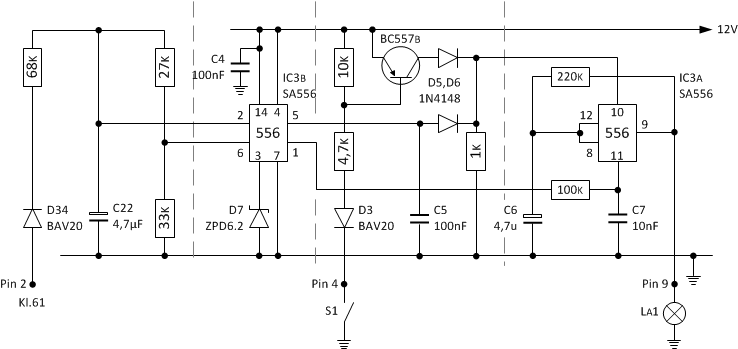 12V
BC557B
C4
100nF
68K
27K
10K
D5,D6
1N4148
220K
IC3B
SA556
IC3A
SA556
14 4
2
556
5
6
1
3 7
12
10
556
9
8
11
4,7K
1K
100K
D34
BAV20
C22
4,7µF
33K
D7
ZPD6.2
D3
BAV20
C5
100nF
C6
4,7u
C7
10nF
Pin 2
Kl.61
Pin 4
S1
Pin 9
LA1